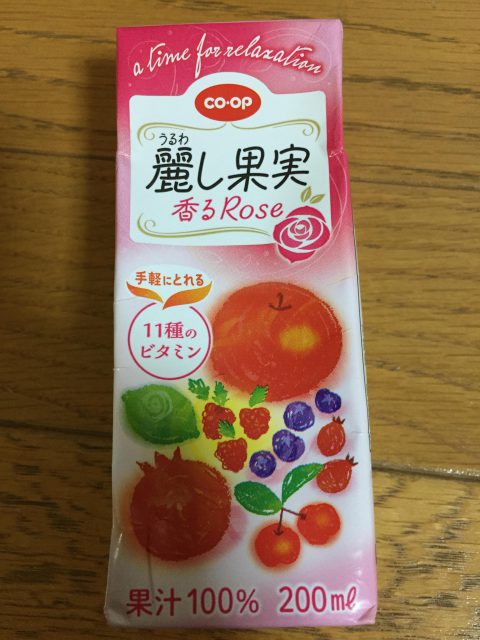 a time for relaxation
CO·OP
うるわ
麗し果実
香るRose
手軽にとれる
11種の
ビタミン
果汁100% 200ml